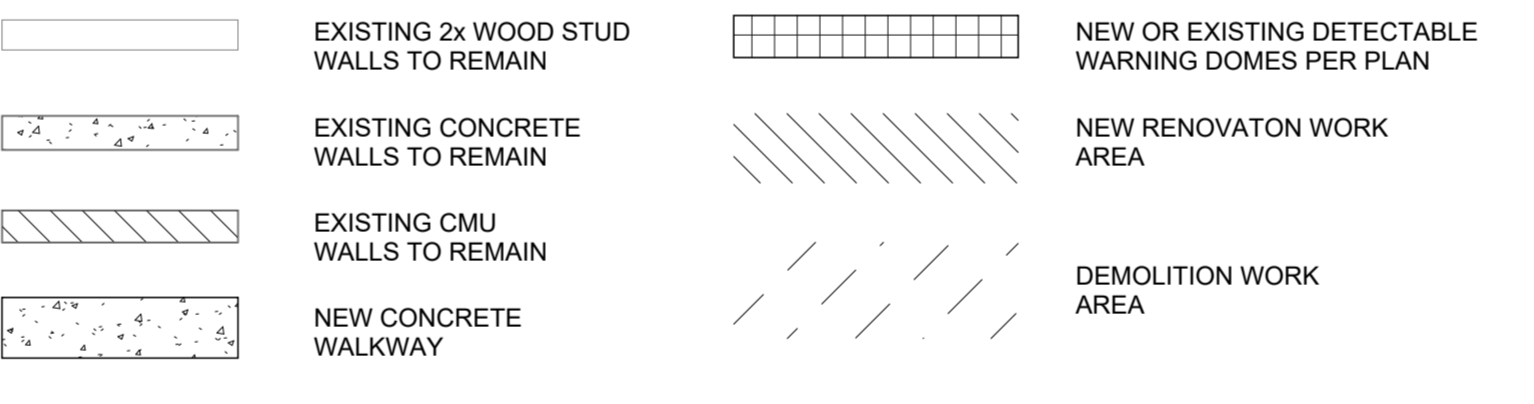 EXISTING 2x WOOD STUD
WALLS TO REMAIN
EXISTING CONCRETE
WALLS TO REMAIN
EXISTING CMU
WALLS TO REMAIN
NEW CONCRETE
WALKWAY
NEW OR EXISTING DETECTABLE
WARNING DOMES PER PLAN
NEW RENOVATON WORK
AREA
DEMOLITION WORK
AREA